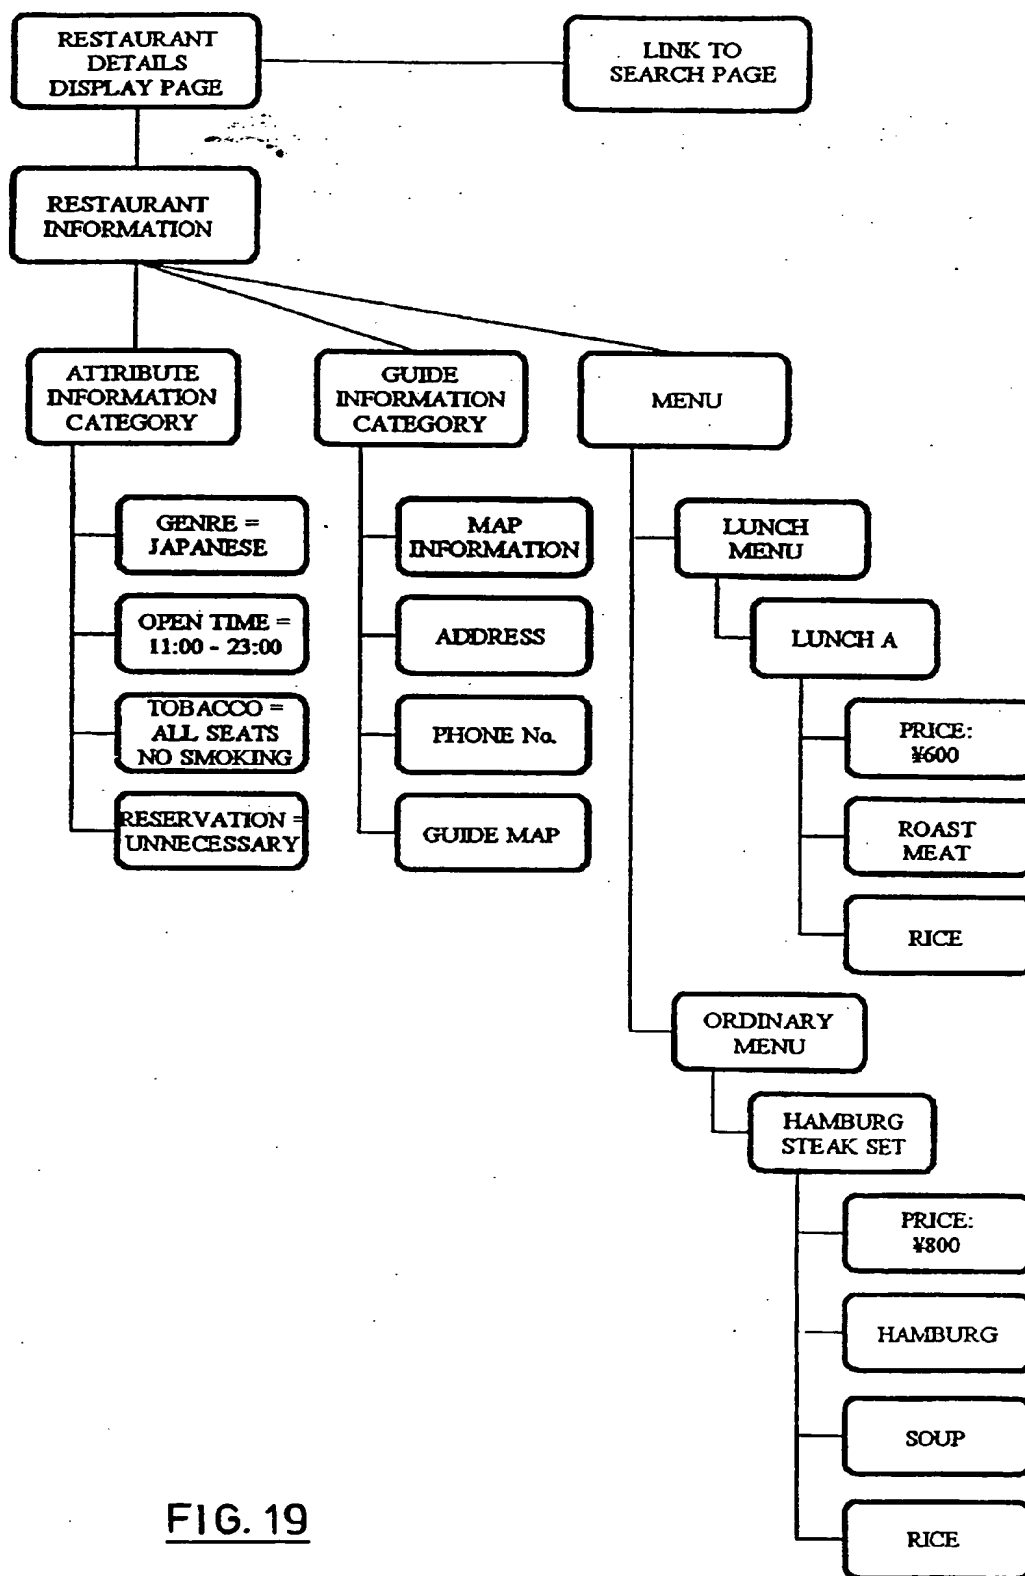 RESTAURANT
DETAILS
DISPLAY PAGE
LINK TO
SEARCH PAGE
RESTAURANT
INFORMATION
ATTRIBUTE
INFORMATION
CATEGORY
GENRE =
JAPANESE
OPEN TIME =
11:00 - 23:00
TOBACCO =
ALL SEATS
NO SMOKING
RESERVATION =
UNNECESSARY
GUIDE
INFORMATION
CATEGORY
MAP
INFORMATION
ADDRESS
PHONE No.
GUIDE MAP
MENU
LUNCH
MENU
LUNCH A
PRICE:
¥600
ROAST
MEAT
RICE
ORDINARY
MENU
HAMBURG
STEAK SET
PRICE:
¥800
HAMBURG
SOUP
RICE
FIG. 19